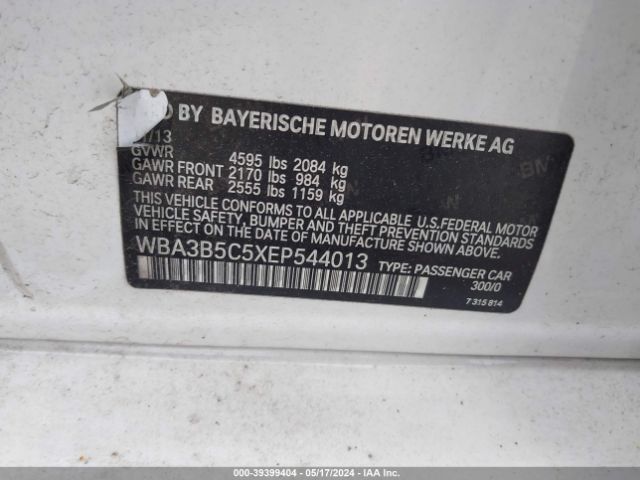 D BY BAYERISCHE MOTOREN WERKE AG
/13
GVWR 4595 lbs 2084 kg
GAWR FRONT 2170 lbs 984 kg
GAWR REAR 2555 lbs 1159 kg
THIS VEHICLE CONFORMS TO ALL APPLICABLE U.S.FEDERAL MOTOR
VEHICLE SAFETY, BUMPER AND THEFT PREVENTION STANDARDS
IN EFFECT ON THE DATE OF MANUFACTURE SHOWN ABOVE.
WBA3B5C5XEP544013 TYPE: PASSENGER CAR
300/0
7 315 814
000-39399404 - 05/17/2024 - IAA Inc.